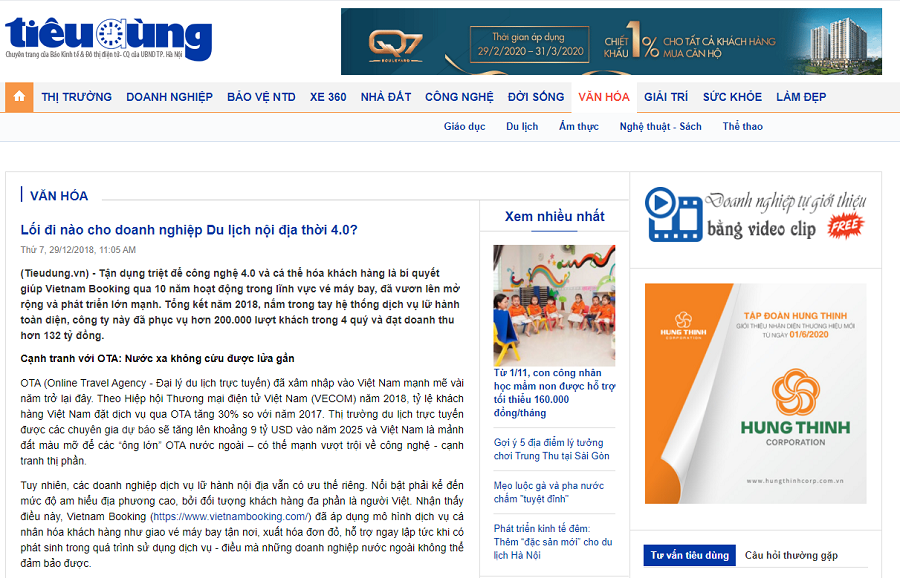 tiêudùng
Chuyên trang của Báo Kinh tế & Đô thị điện tử - CQ của UBND TP. Hà Nội
Q7
BOULEVARD
Thời gian áp dụng
29/2/2020 – 31/3/2020
CHIẾT
KHẤU
1%
CHO TẤT CẢ KHÁCH HÀNG
MUA CĂN HỘ
THỊ TRƯỜNG DOANH NGHIỆP BẢO VỆ NTD XE 360 NHÀ ĐẤT CÔNG NGHỆ ĐỜI SỐNG VĂN HÓA GIẢI TRÍ SỨC KHỎE LÀM ĐẸP
Giáo dục Du lịch Ẩm thực Nghệ thuật - Sách Thể thao
VĂN HÓA
Lối đi nào cho doanh nghiệp Du lịch nội địa thời 4.0?
Thứ 7, 29/12/2018, 11:05 AM
(Tieudung.vn) - Tận dụng triệt để công nghệ 4.0 và cá thể hóa khách hàng là bí quyết
giúp Vietnam Booking qua 10 năm hoạt động trong lĩnh vực vé máy bay, đã vươn lên mở
rộng và phát triển lớn mạnh. Tổng kết năm 2018, nắm trong tay hệ thống dịch vụ lữ hành
toàn diện, công ty này đã phục vụ hơn 200.000 lượt khách trong 4 quý và đạt doanh thu
hơn 132 tỷ đồng.
Cạnh tranh với OTA: Nước xa không cứu được lửa gần
OTA (Online Travel Agency - Đại lý du lịch trực tuyến) đã xâm nhập vào Việt Nam mạnh mẽ vài
năm trở lại đây. Theo Hiệp hội Thương mại điện tử Việt Nam (VECOM) năm 2018, tỷ lệ khách
hàng Việt Nam đặt dịch vụ qua OTA tăng 30% so với năm 2017. Thị trường du lịch trực tuyến
được các chuyên gia dự báo sẽ tăng lên khoảng 9 tỷ USD vào năm 2025 và Việt Nam là mảnh
đất màu mỡ để các “ông lớn” OTA nước ngoài – có thế mạnh vượt trội về công nghệ - cạnh
tranh thị phần.
Tuy nhiên, các doanh nghiệp dịch vụ lữ hành nội địa vẫn có ưu thế riêng. Nổi bật phải kể đến
mức độ am hiểu địa phương cao, bởi đối tượng khách hàng đa phần là người Việt. Nhận thấy
điều này, Vietnam Booking (https://www.vietnambooking.com/) đã áp dụng mô hình dịch vụ cá
nhân hóa khách hàng như giao vé máy bay tận nơi, xuất hóa đơn đỏ, hỗ trợ ngay lập tức khi có
phát sinh trong quá trình sử dụng dịch vụ - điều mà những doanh nghiệp nước ngoài không thể
đảm bảo được.
Xem nhiều nhất
Từ 1/11, con công nhân
học mầm non được hỗ trợ
tối thiểu 160.000
đồng/tháng
Gợi ý 5 địa điểm lý tưởng
chơi Trung Thu tại Sài Gòn
Mẹo luộc gà và pha nước
chấm "tuyệt đỉnh"
Phát triển kinh tế đêm:
Thêm “đặc sản mới” cho du
lịch Hà Nội
Doanh nghiệp tự giới thiệu
bằng video clip
FREE
HUNG THINH
CORPORATION
TẬP ĐOÀN HƯNG THỊNH
GIỚI THIỆU NHẬN DIỆN THƯƠNG HIỆU MỚI
TỪ NGÀY 01/6/2020
HUNG THINH
CORPORATION
www.hungthinhcorp.com.vn
Tư vấn tiêu dùng Câu hỏi thường gặp